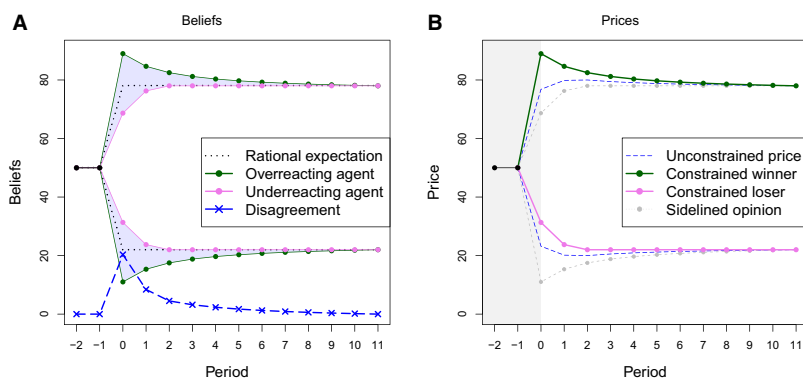 A
Beliefs
Beliefs
80
60
40
20
0
Rational expectation
Overreacting agent
Underreacting agent
Disagreement
−2 −1 0 1 2 3 4 5 6 7 8 9 10 11
Period
B
Prices
Price
80
60
40
20
0
Unconstrained price
Constrained winner
Constrained loser
Sidelined opinion
−2 −1 0 1 2 3 4 5 6 7 8 9 10 11
Period